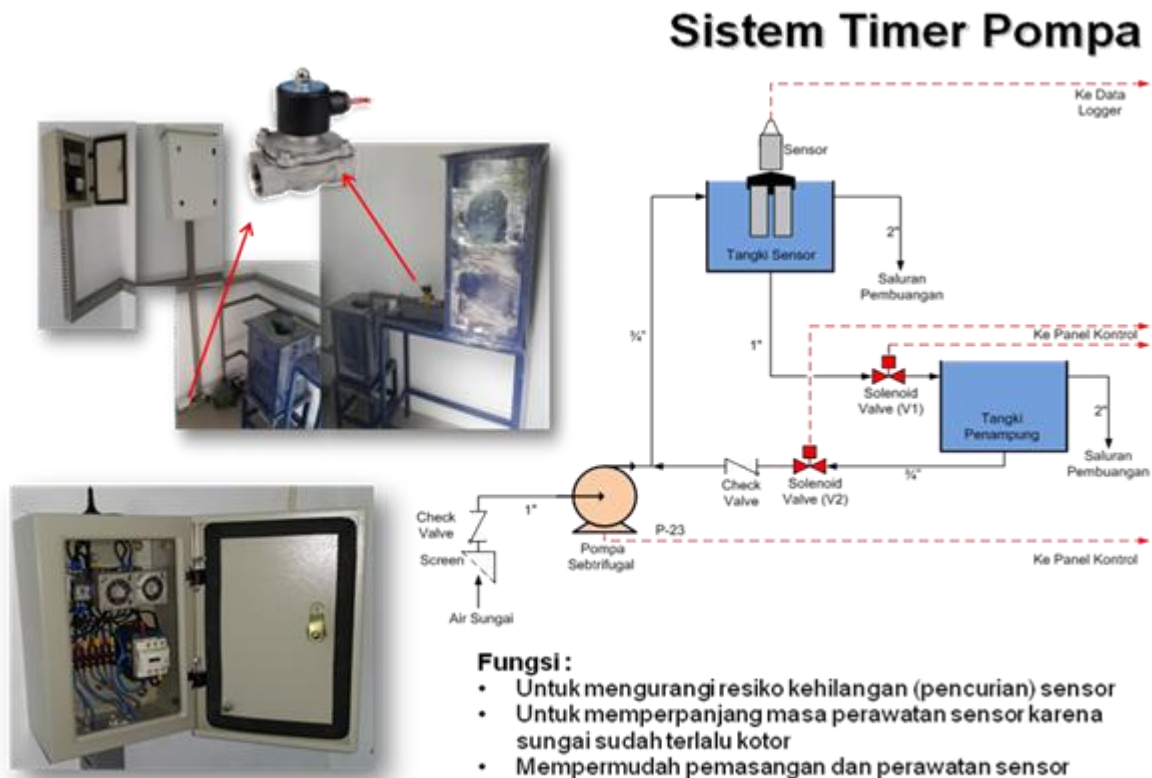 Sistem Timer Pompa
Ke Data
Logger
Sensor
Tangki Sensor
2"
Saluran
Pembuangan
¾"
1"
Ke Panel Kontrol
Solenoid
Valve (V1)
Tangki
Penampung
2"
Saluran
Pembuangan
Check
Valve
Solenoid
Valve (V2)
¾"
Check
Valve
1"
Screen
P-23
Pompa
Sebtrifugal
Ke Panel Kontrol
Air Sungai
Fungsi :
• Untuk mengurangi resiko kehilangan (pencurian) sensor
• Untuk memperpanjang masa perawatan sensor karena
sungai sudah terlalu kotor
• Mempermudah pemasangan dan perawatan sensor